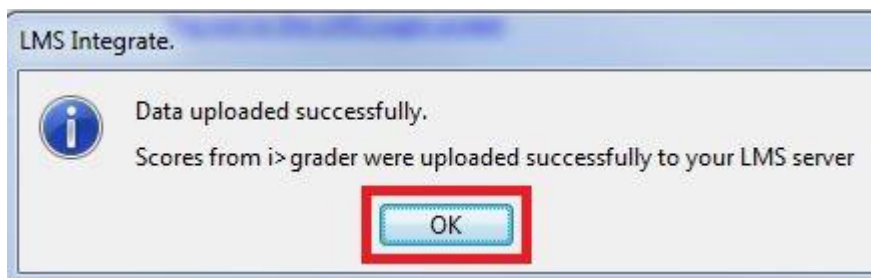 LMS Integrate.
Data uploaded successfully.
Scores from i>grader were uploaded successfully to your LMS server
OK